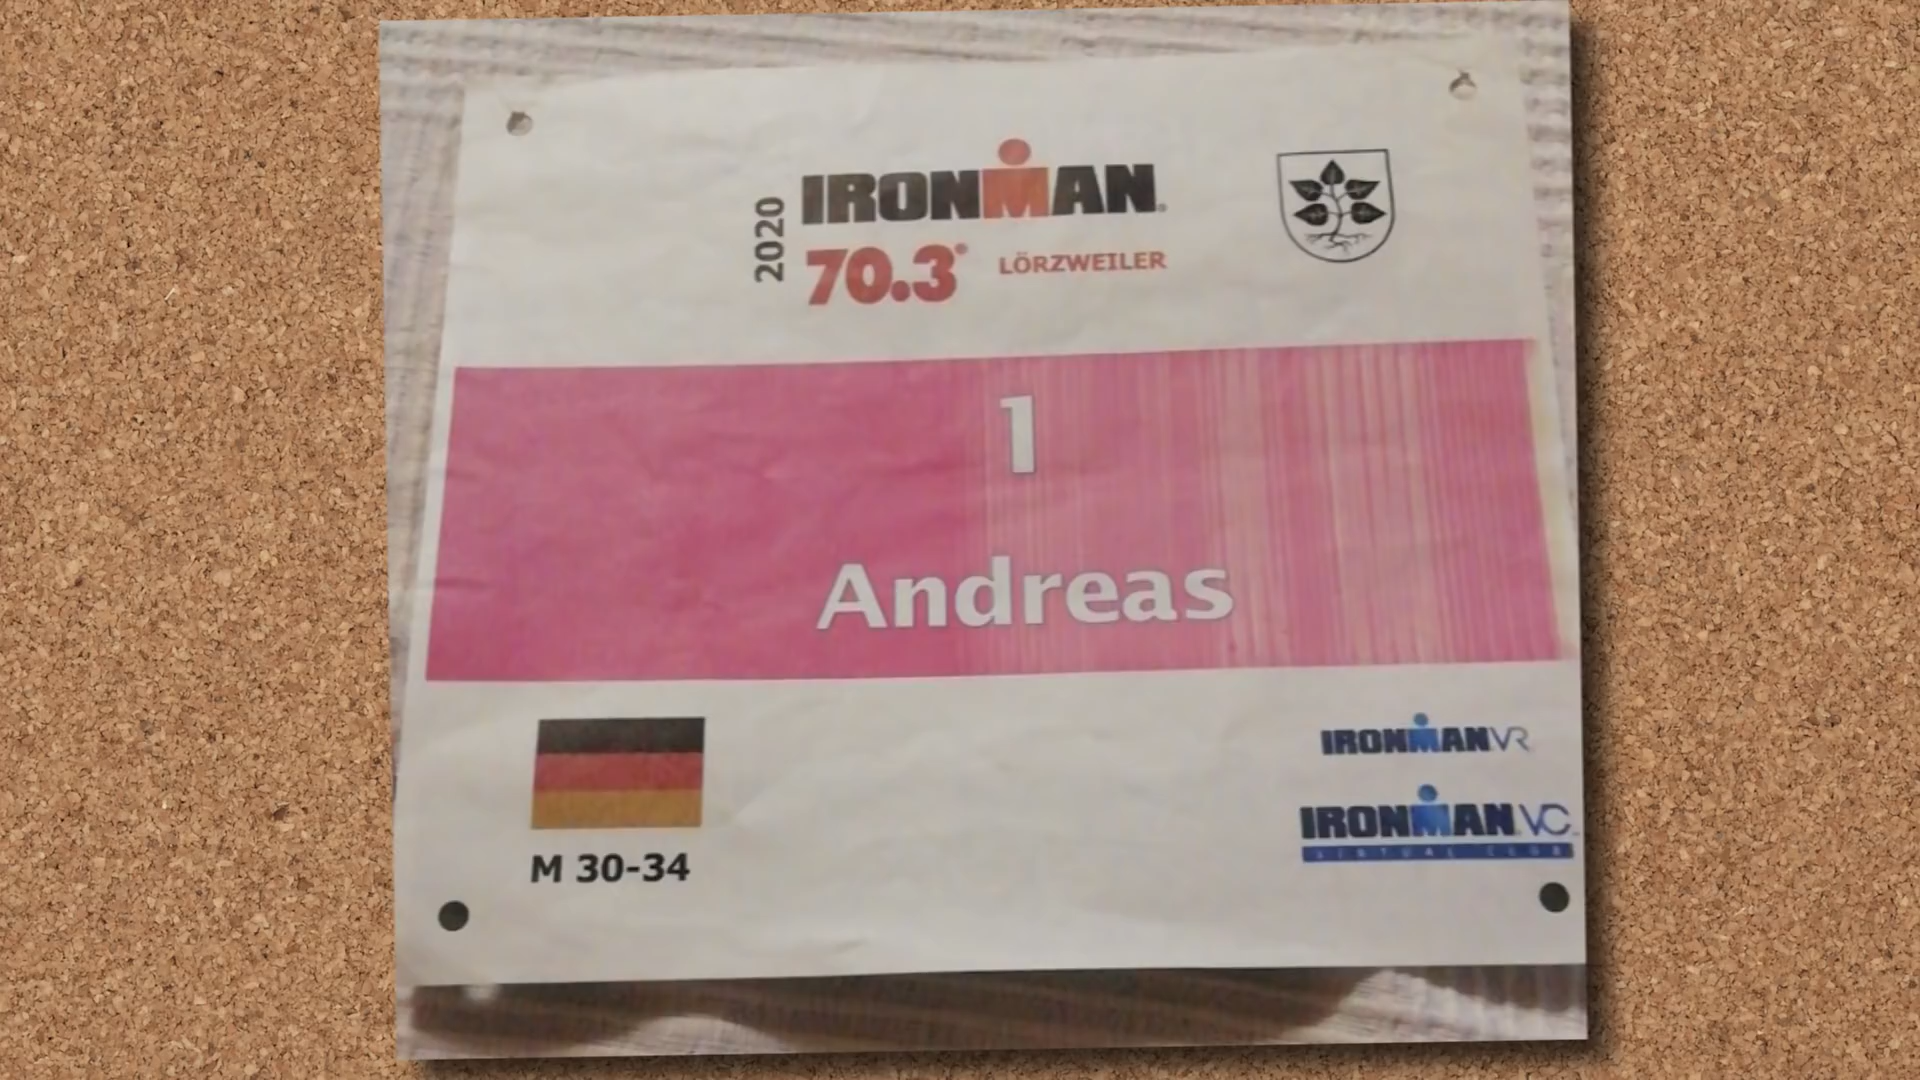 2020
IRONMAN®
70.3® LÖRZWEILER
1
Andreas
M 30-34
IRONMAN VR
IRONMAN VC
VIRTUAL CLUB